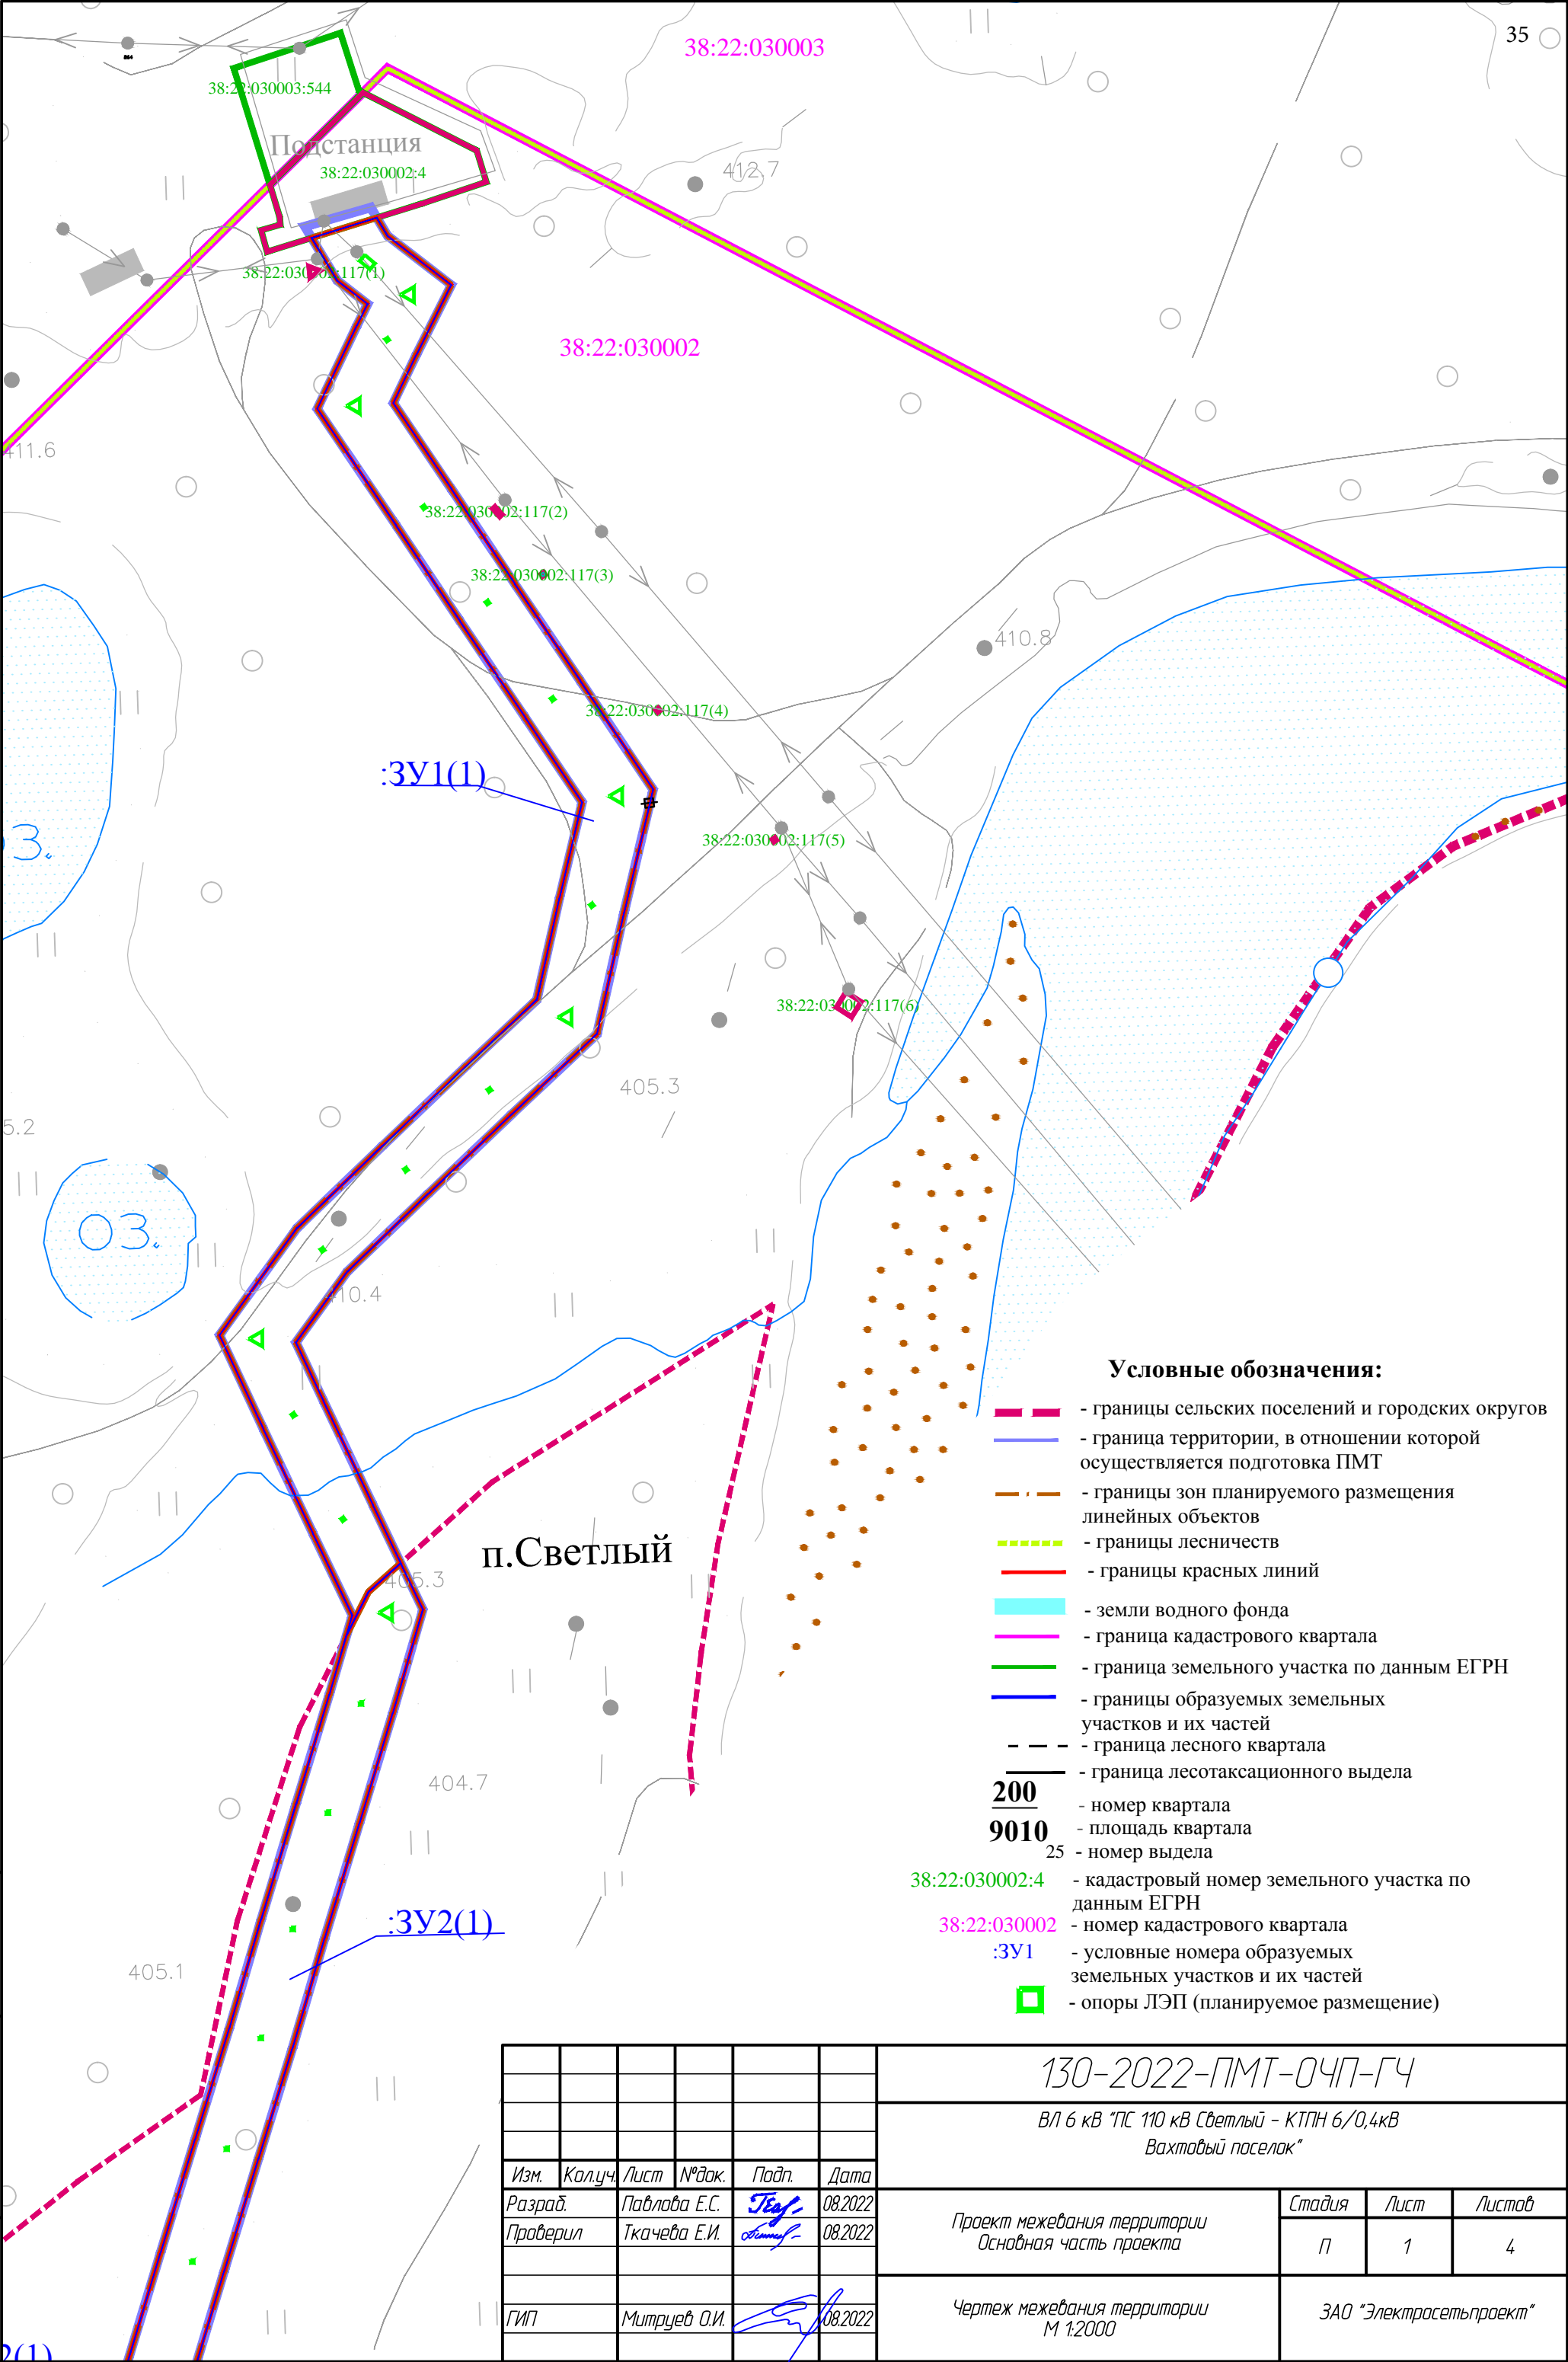 35
38:22:030003
38:22:030003:544
Подстанция
38:22:030002:4
412.7
38:22:030002:117(1)
38:22:030002
411.6
38:22:030002:117(2)
38:22:030002:117(3)
410.8
38:22:030002:117(4)
:ЗУ1(1)
38:22:030002:117(5)
38:22:030002:117(6)
405.3
5.2
03.
410.4
п.Светлый
405.3
404.7
:ЗУ2(1)
405.1
2(1)
Условные обозначения:
- границы сельских поселений и городских округов
- граница территории, в отношении которой
осуществляется подготовка ПМТ
- границы зон планируемого размещения
линейных объектов
- границы лесничеств
- границы красных линий
- земли водного фонда
- граница кадастрового квартала
- граница земельного участка по данным ЕГРН
- границы образуемых земельных
участков и их частей
- граница лесного квартала
- граница лесотаксационного выдела
200 - номер квартала
9010 - площадь квартала
25 - номер выдела
38:22:030002:4 - кадастровый номер земельного участка по
данным ЕГРН
38:22:030002 - номер кадастрового квартала
:ЗУ1 - условные номера образуемых
земельных участков и их частей
- опоры ЛЭП (планируемое размещение)
130-2022-ПМТ-ОЧП-ГЧ
ВЛ 6 кВ "ПС 110 кВ Светлый - КТПН 6/0,4кВ
Вахтовый поселок"
Изм. Кол.уч. Лист №док. Подп. Дата
Разраб. Павлова Е.С. 08.2022
Проверил Ткачева Е.И. 08.2022
ГИП Митруев О.И. 08.2022
Проект межевания территории
Основная часть проекта
Стадия Лист Листов
П 1 4
Чертеж межевания территории
М 1:2000
ЗАО "Электросетьпроект"